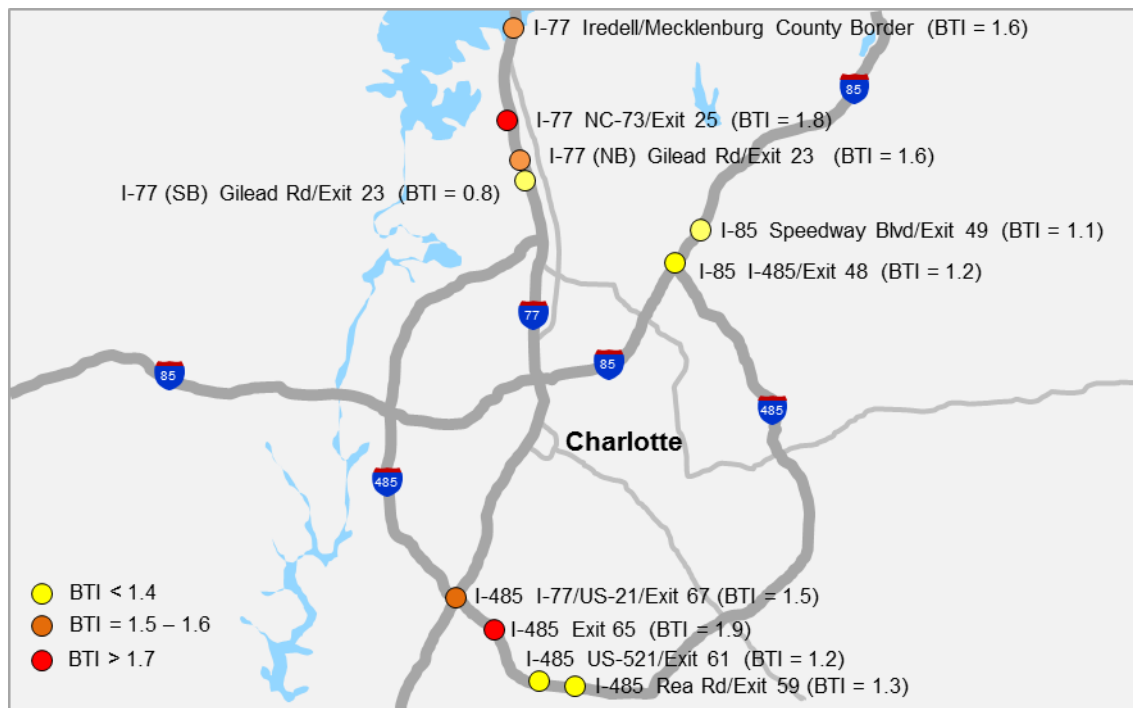 I-77 Iredell/Mecklenburg County Border (BTI = 1.6)
85
I-77 NC-73/Exit 25 (BTI = 1.8)
I-77 (NB) Gilead Rd/Exit 23 (BTI = 1.6)
I-77 (SB) Gilead Rd/Exit 23 (BTI = 0.8)
I-85 Speedway Blvd/Exit 49 (BTI = 1.1)
I-85 I-485/Exit 48 (BTI = 1.2)
77
85
85
485
Charlotte
485
BTI < 1.4
BTI = 1.5 – 1.6
BTI > 1.7
I-485 I-77/US-21/Exit 67 (BTI = 1.5)
I-485 Exit 65 (BTI = 1.9)
I-485 US-521/Exit 61 (BTI = 1.2)
I-485 Rea Rd/Exit 59 (BTI = 1.3)